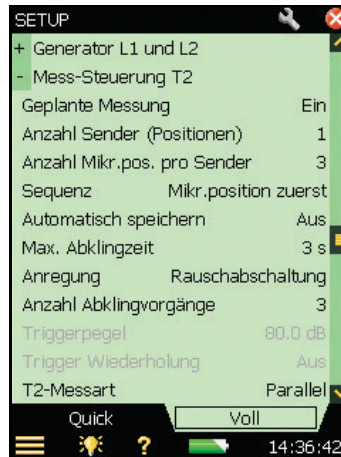 SETUP
+ Generator L1 und L2
- Mess-Steuerung T2
Geplante Messung Ein
Anzahl Sender (Positionen) 1
Anzahl Mikr.pos. pro Sender 3
Sequenz Mikr.position zuerst
Automatisch speichern Aus
Max. Abklingzeit 3 s
Anregung Rauschabschaltung
Anzahl Abklingvorgänge 3
Triggerpegel 80.0 dB
Trigger Wiederholung Aus
T2-Messart Parallel
Quick Voll
? 14:36:42